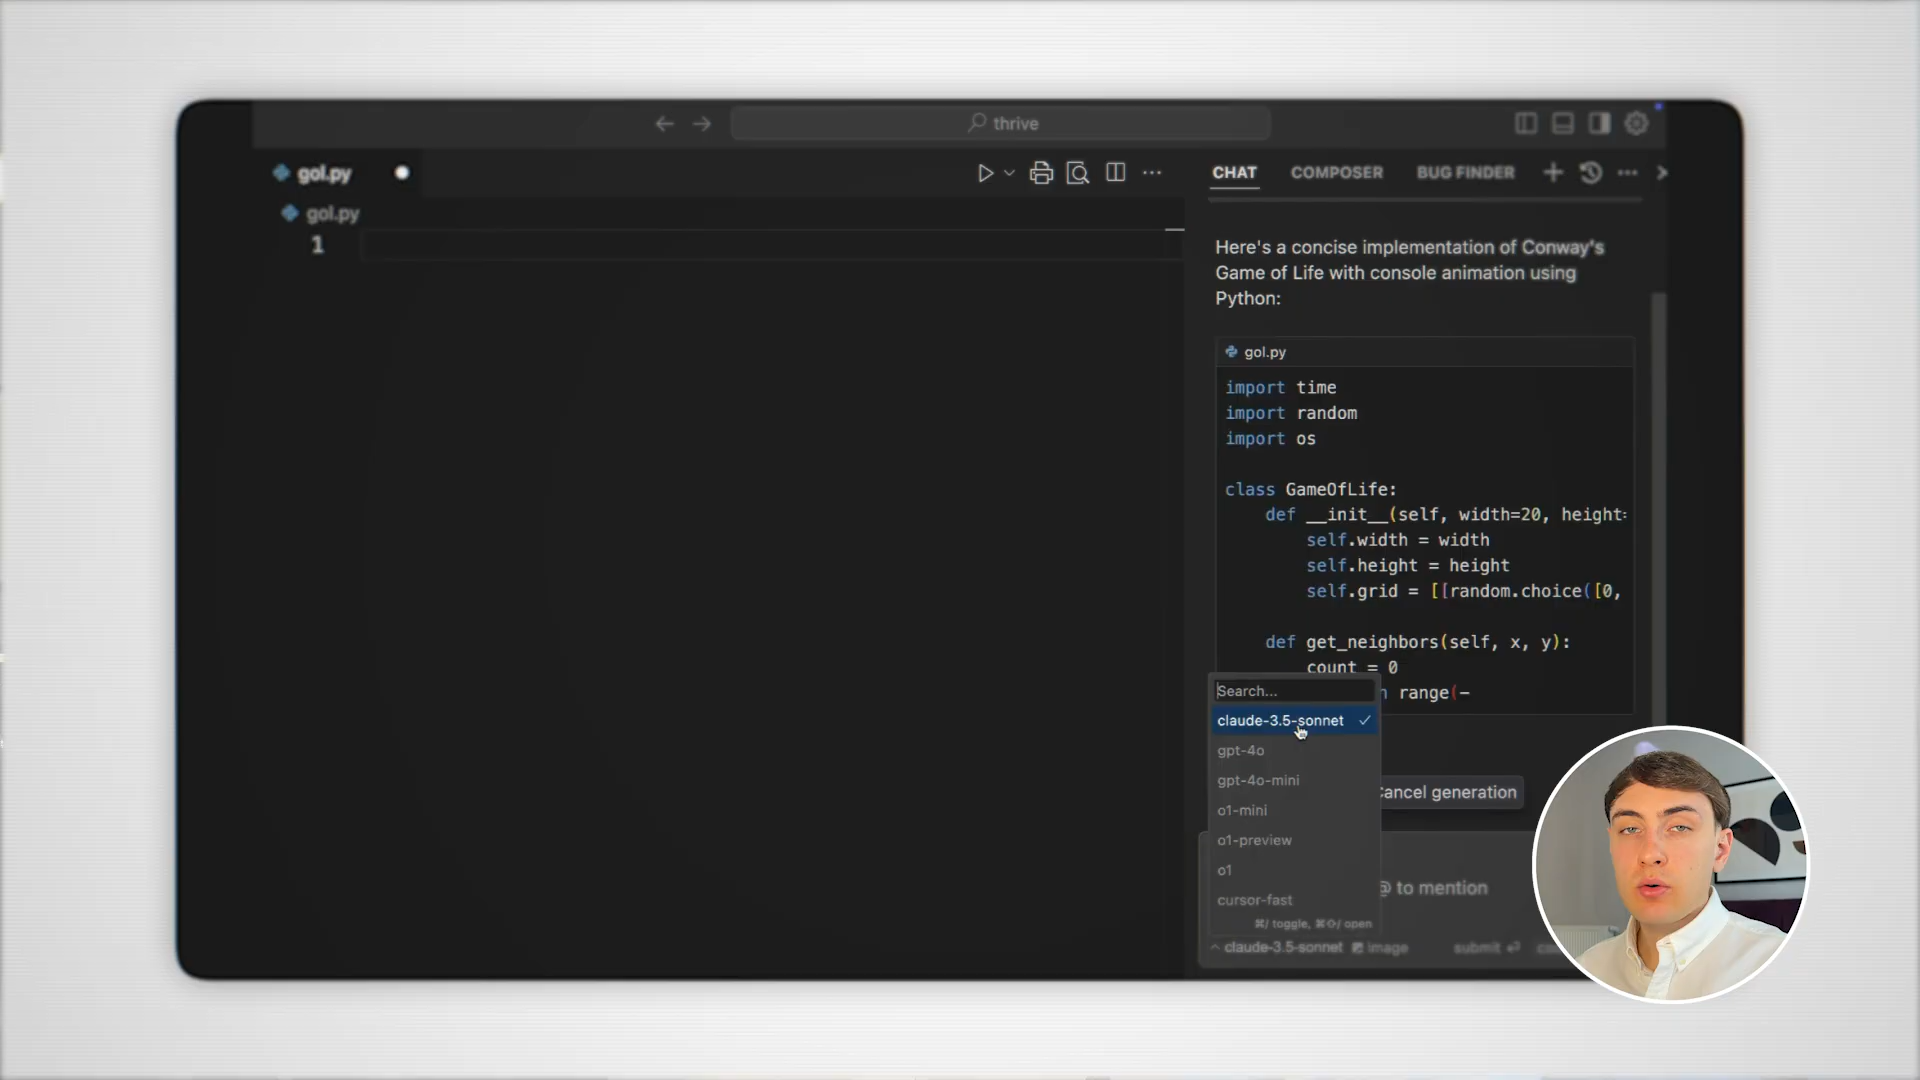 thrive
gol.py
gol.py
1
CHAT COMPOSER BUG FINDER
Here's a concise implementation of Conway's
Game of Life with console animation using
Python:
gol.py
import time
import random
import os
class GameOfLife:
def __init__(self, width=20, height=
self.width = width
self.height = height
self.grid = [[random.choice([0,
def get_neighbors(self, x, y):
count = 0
range(−
Search...
claude-3.5-sonnet
gpt-4o
gpt-4o-mini
o1-mini
o1-preview
o1
cursor-fast
⌘/ toggle, ⌘⇧/ open
Cancel generation
@ to mention
claude-3.5-sonnet image submit